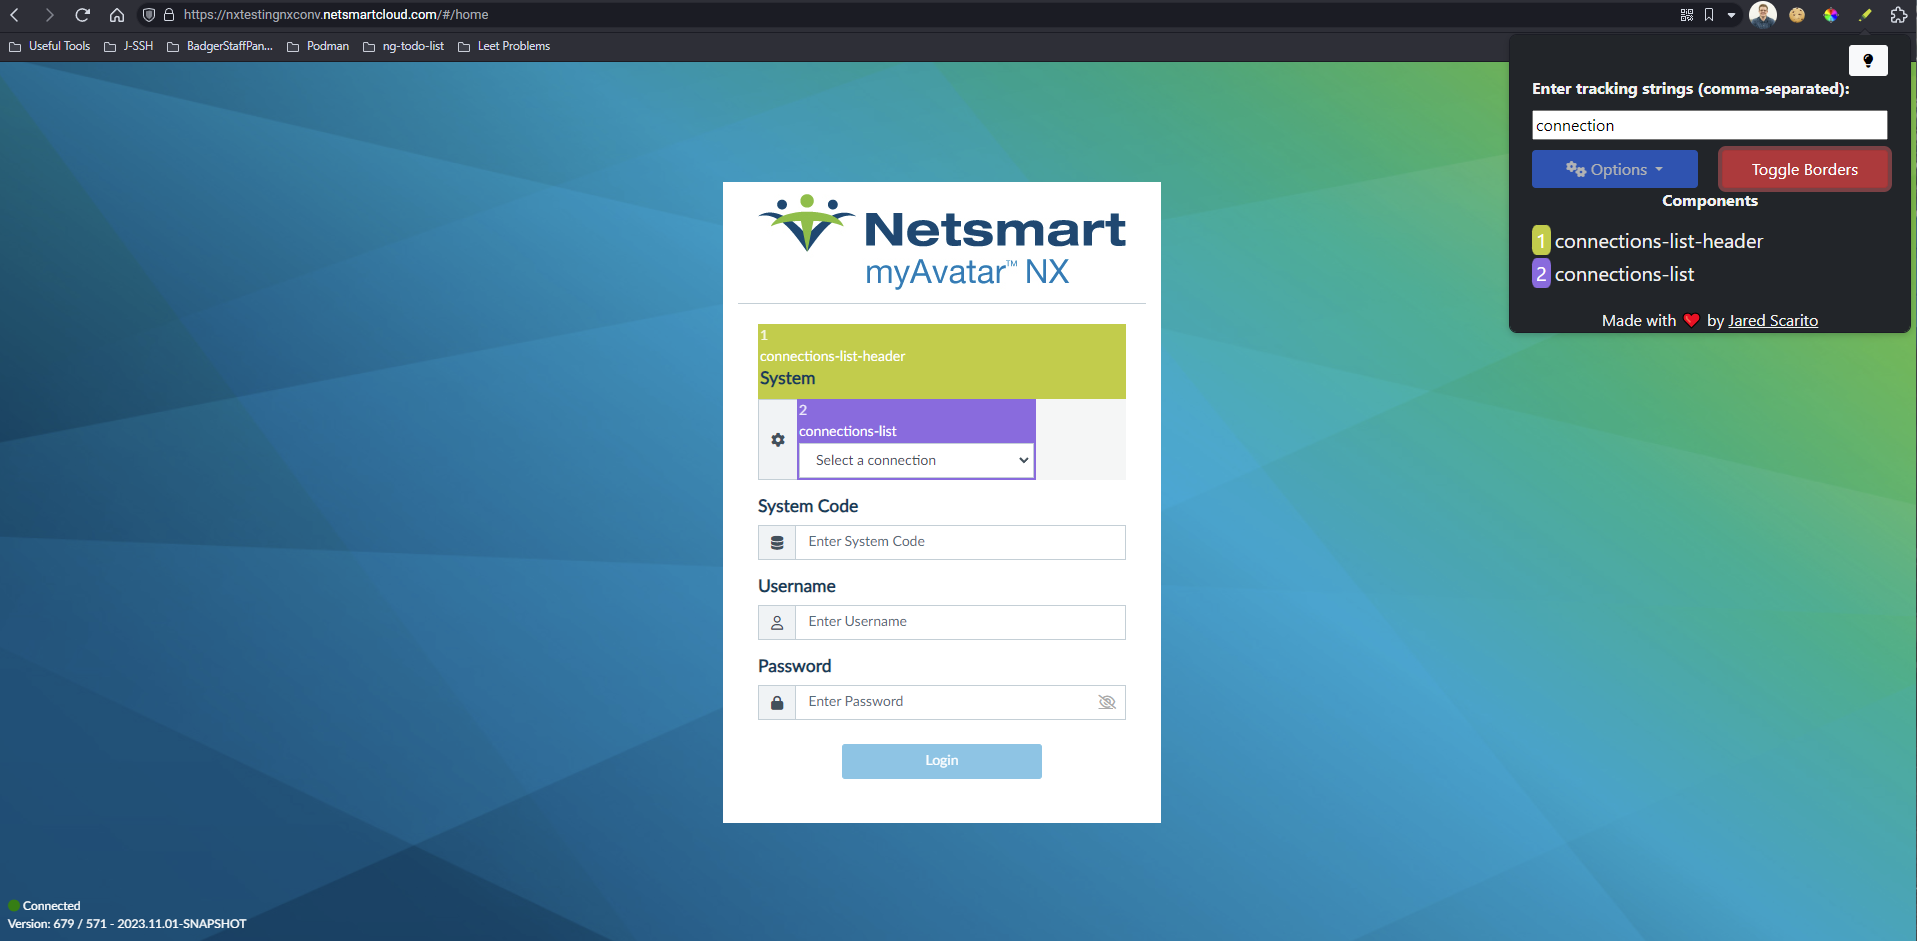 https://nxtestingnxconv.netsmartcloud.com/#/home
Useful Tools J-SSH BadgerStaffPan... Podman ng-todo-list Leet Problems
Enter tracking strings (comma-separated):
connection
Options Toggle Borders
Components
1 connections-list-header
2 connections-list
Made with ❤ by Jared Scarito
Netsmart
myAvatar™ NX
1
connections-list-header
System
2
connections-list
Select a connection
System Code
Enter System Code
Username
Enter Username
Password
Enter Password
Login
Connected
Version: 679 / 571 - 2023.11.01-SNAPSHOT